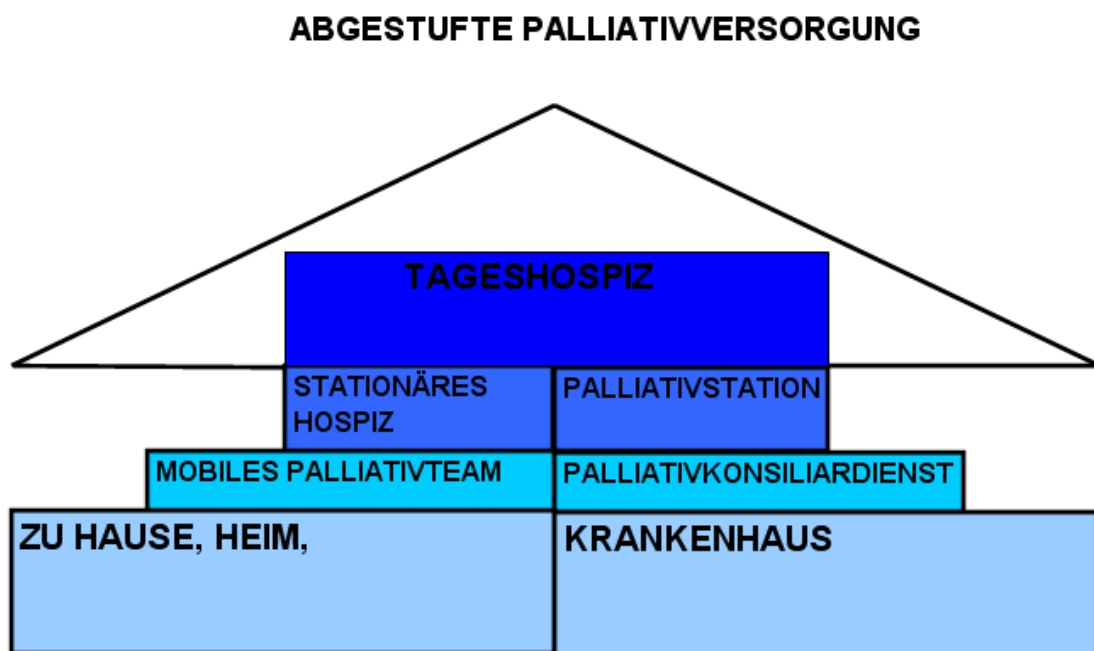 ABGESTUFTE PALLIATIVVERSORGUNG
TAGESHOSPIZ
STATIONÄRES
HOSPIZ
PALLIATIVSTATION
MOBILES PALLIATIVTEAM
PALLIATIVKONSILIARDIENST
ZU HAUSE, HEIM,
KRANKENHAUS